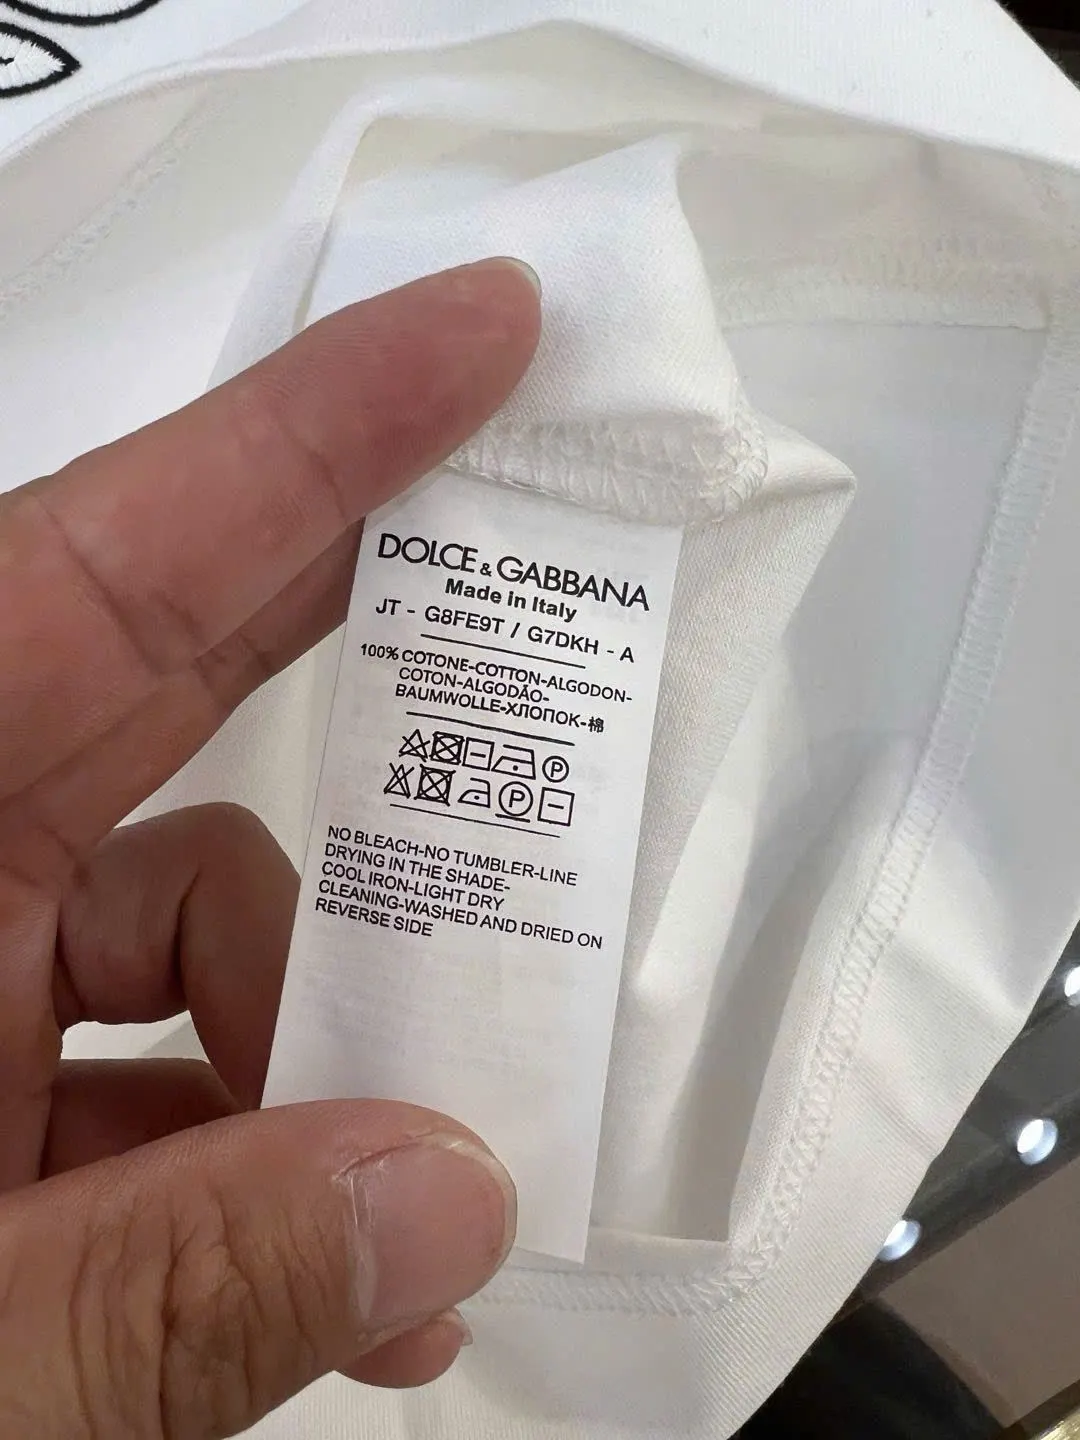 DOLCE & GABBANA
Made in Italy
JT - G8FE9T / G7DKH - A
100% COTONE-COTTON-ALGODON-
COTON-ALGODÃO-
BAUMWOLLE-ХЛОПОК-棉
P
P
NO BLEACH-NO TUMBLER-LINE
DRYING IN THE SHADE-
COOL IRON-LIGHT DRY
CLEANING-WASHED AND DRIED ON
REVERSE SIDE